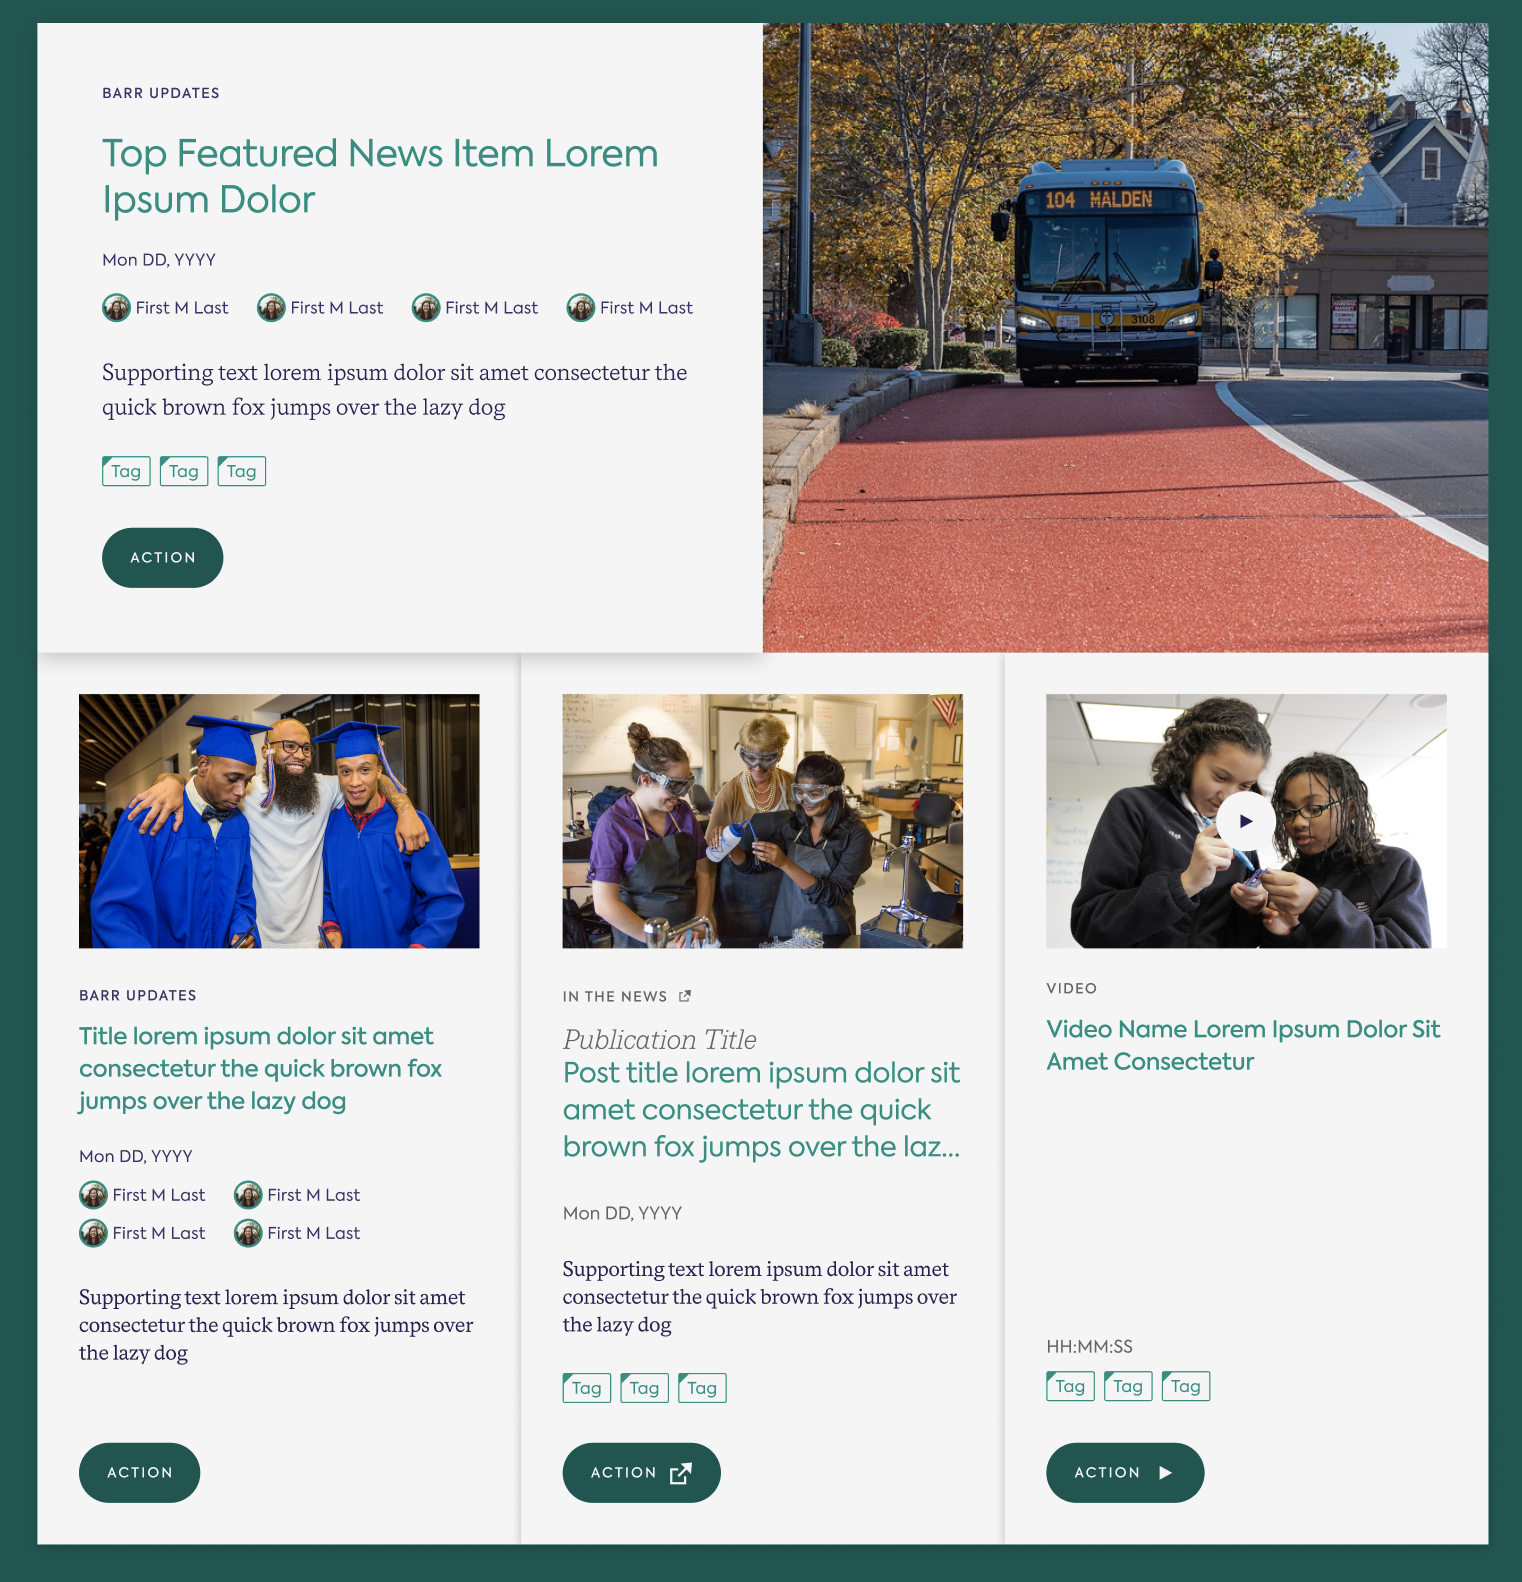 BARR UPDATES
Top Featured News Item Lorem
Ipsum Dolor
Mon DD, YYYY
First M Last First M Last First M Last First M Last
Supporting text lorem ipsum dolor sit amet consectetur the
quick brown fox jumps over the lazy dog
Tag Tag Tag
ACTION
104 MALDEN
3108
BARR UPDATES
Title lorem ipsum dolor sit amet
consectetur the quick brown fox
jumps over the lazy dog
Mon DD, YYYY
First M Last First M Last
First M Last First M Last
Supporting text lorem ipsum dolor sit amet
consectetur the quick brown fox jumps over
the lazy dog
ACTION
IN THE NEWS
Publication Title
Post title lorem ipsum dolor sit
amet consectetur the quick
brown fox jumps over the laz...
Mon DD, YYYY
Supporting text lorem ipsum dolor sit amet
consectetur the quick brown fox jumps over
the lazy dog
Tag Tag Tag
ACTION
VIDEO
Video Name Lorem Ipsum Dolor Sit
Amet Consectetur
HH:MM:SS
Tag Tag Tag
ACTION